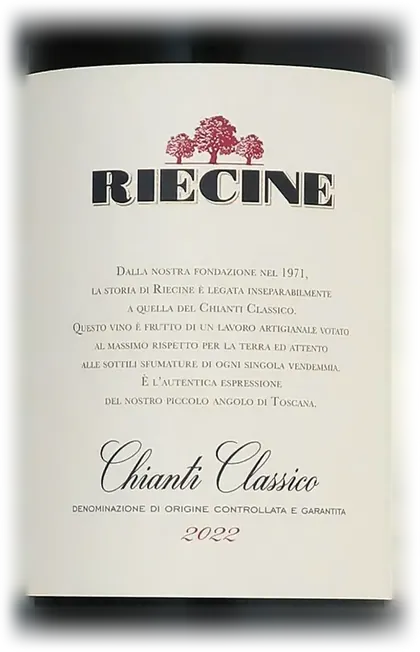 RIECINE
DALLA NOSTRA FONDAZIONE NEL 1971,
LA STORIA DI RIECINE È LEGATA INSEPARABILMENTE
A QUELLA DEL CHIANTI CLASSICO.
QUESTO VINO È FRUTTO DI UN LAVORO ARTIGIANALE VOTATO
AL MASSIMO RISPETTO PER LA TERRA ED ATTENTO
ALLE SOTTILI SFUMATURE DI OGNI SINGOLA VENDEMMIA.
È L'AUTENTICA ESPRESSIONE
DEL NOSTRO PICCOLO ANGOLO DI TOSCANA.
Chianti Classico
DENOMINAZIONE DI ORIGINE CONTROLLATA E GARANTITA
2022